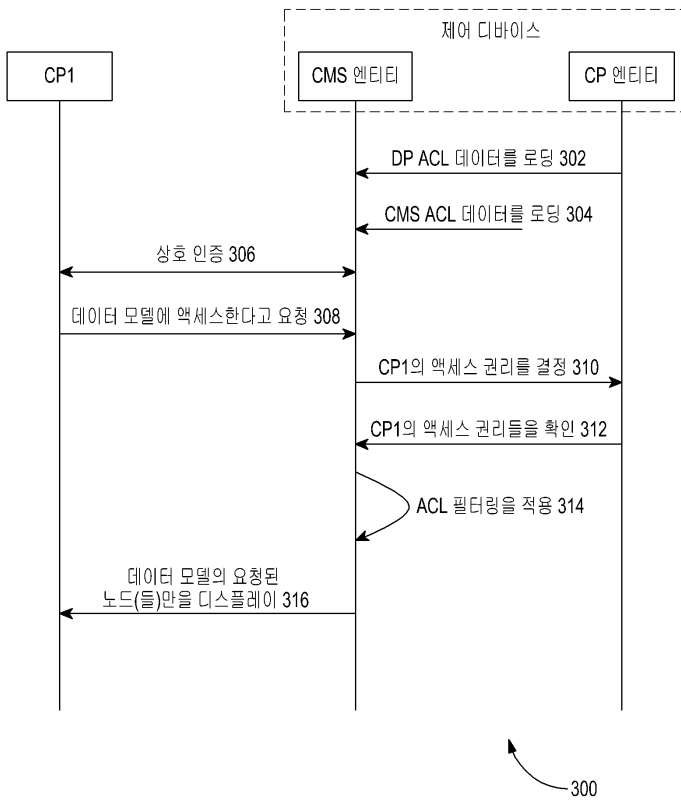 제어 디바이스
CP1
CMS 엔티티
CP 엔티티
DP ACL 데이터를 로딩 302
CMS ACL 데이터를 로딩 304
상호 인증 306
데이터 모델에 액세스한다고 요청 308
CP1의 액세스 권리를 결정 310
CP1의 액세스 권리들을 확인 312
ACL 필터링을 적용 314
데이터 모델의 요청된
노드(들)만을 디스플레이 316
300